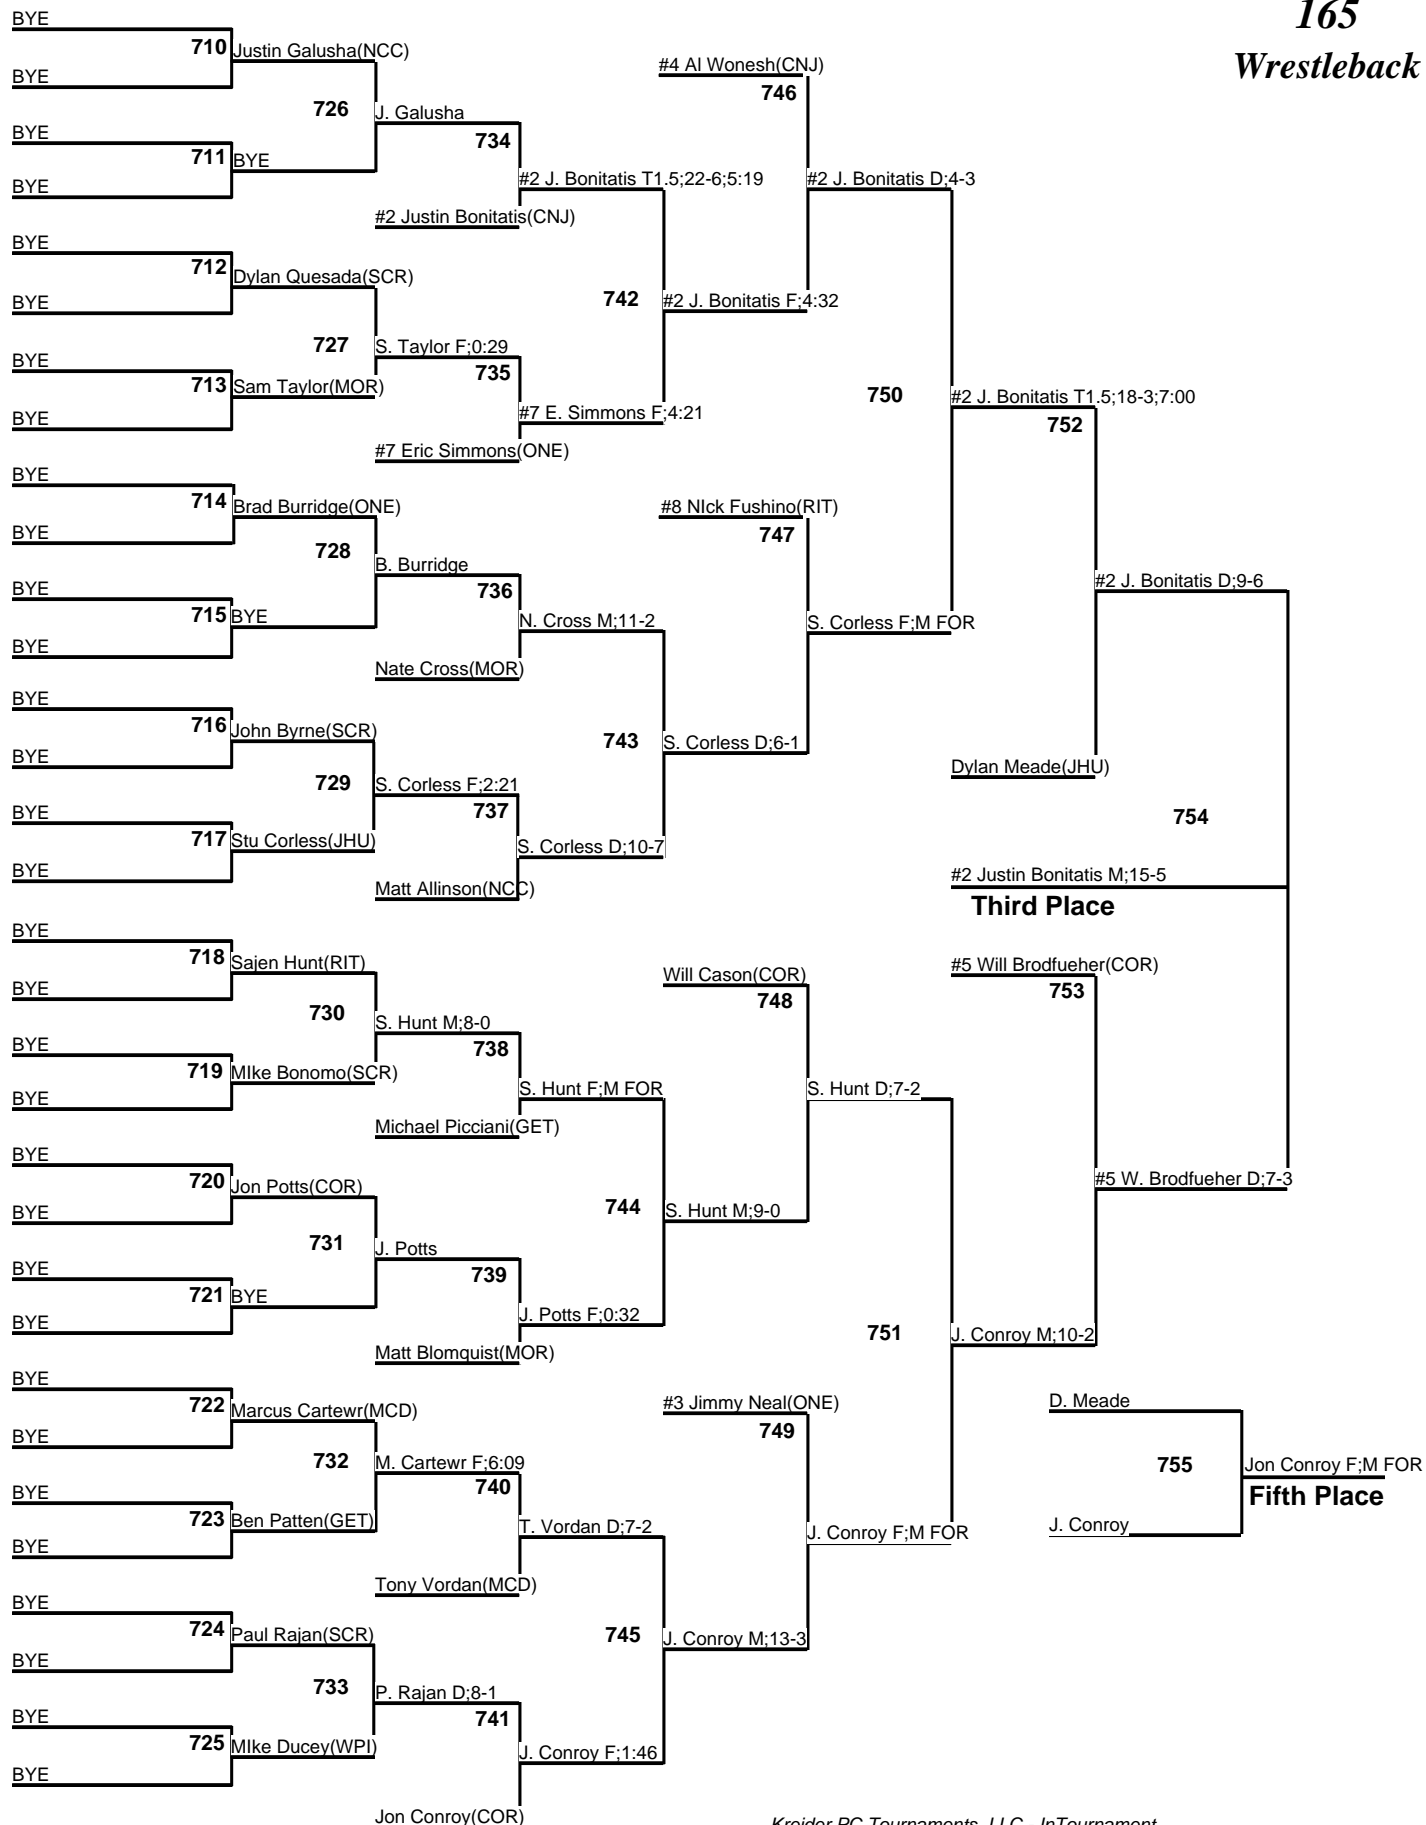 165
Wrestleback
BYE
710 Justin Galusha(NCC)
BYE
#4 Al Wonesh(CNJ)
746
726 J. Galusha
734
BYE
711 BYE
BYE
#2 J. Bonitatis T1.5;22-6;5:19
#2 J. Bonitatis D;4-3
#2 Justin Bonitatis(CNJ)
BYE
712 Dylan Quesada(SCR)
BYE
742 #2 J. Bonitatis F;4:32
727 S. Taylor F;0:29
735
BYE
713 Sam Taylor(MOR)
BYE
750 #2 J. Bonitatis T1.5;18-3;7:00
752
#7 E. Simmons F;4:21
#7 Eric Simmons(ONE)
BYE
714 Brad Burridge(ONE)
BYE
#8 NIck Fushino(RIT)
747
728 B. Burridge
736
BYE
715 BYE
BYE
#2 J. Bonitatis D;9-6
N. Cross M;11-2
S. Corless F;M FOR
Nate Cross(MOR)
BYE
716 John Byrne(SCR)
BYE
743 S. Corless D;6-1
Dylan Meade(JHU)
729 S. Corless F;2:21
737
BYE
717 Stu Corless(JHU)
BYE
754
S. Corless D;10-7
Matt Allinson(NCC)
#2 Justin Bonitatis M;15-5
Third Place
BYE
718 Sajen Hunt(RIT)
BYE
Will Cason(COR)
748
#5 Will Brodfueher(COR)
753
730 S. Hunt M;8-0
738
BYE
719 MIke Bonomo(SCR)
BYE
S. Hunt F;M FOR
S. Hunt D;7-2
Michael Picciani(GET)
BYE
720 Jon Potts(COR)
BYE
#5 W. Brodfueher D;7-3
744 S. Hunt M;9-0
731 J. Potts
739
BYE
721 BYE
BYE
J. Potts F;0:32
751 J. Conroy M;10-2
Matt Blomquist(MOR)
BYE
722 Marcus Cartewr(MCD)
BYE
#3 Jimmy Neal(ONE)
749
D. Meade
732 M. Cartewr F;6:09
740
755 Jon Conroy F;M FOR
Fifth Place
BYE
723 Ben Patten(GET)
BYE
T. Vordan D;7-2
J. Conroy F;M FOR
J. Conroy
Tony Vordan(MCD)
BYE
724 Paul Rajan(SCR)
BYE
745 J. Conroy M;13-3
733 P. Rajan D;8-1
741
BYE
725 MIke Ducey(WPI)
BYE
J. Conroy F;1:46
Jon Conroy(COR)
Kreider PC Tournaments, LLC - InTournament